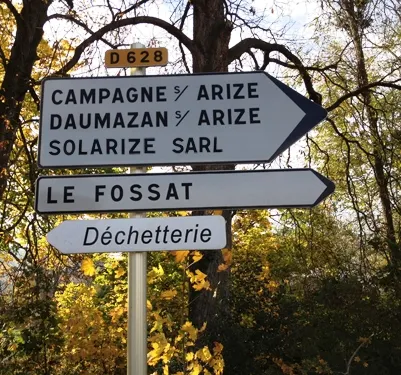 D 628
CAMPAGNE s/ ARIZE
DAUMAZAN s/ ARIZE
SOLARIZE SARL
LE FOSSAT
Déchetterie